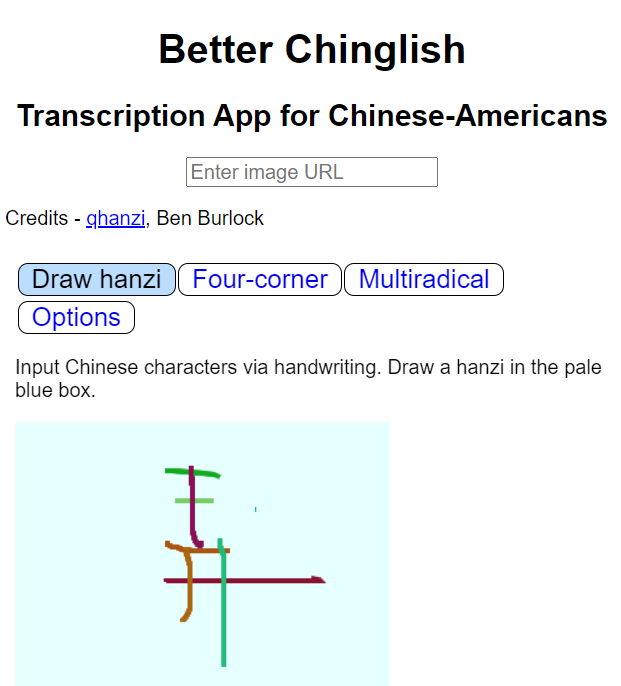 Better Chinglish
Transcription App for Chinese-Americans
Enter image URL
Credits - qhanzi, Ben Burlock
Draw hanzi Four-corner Multiradical
Options
Input Chinese characters via handwriting. Draw a hanzi in the pale
blue box.
弄